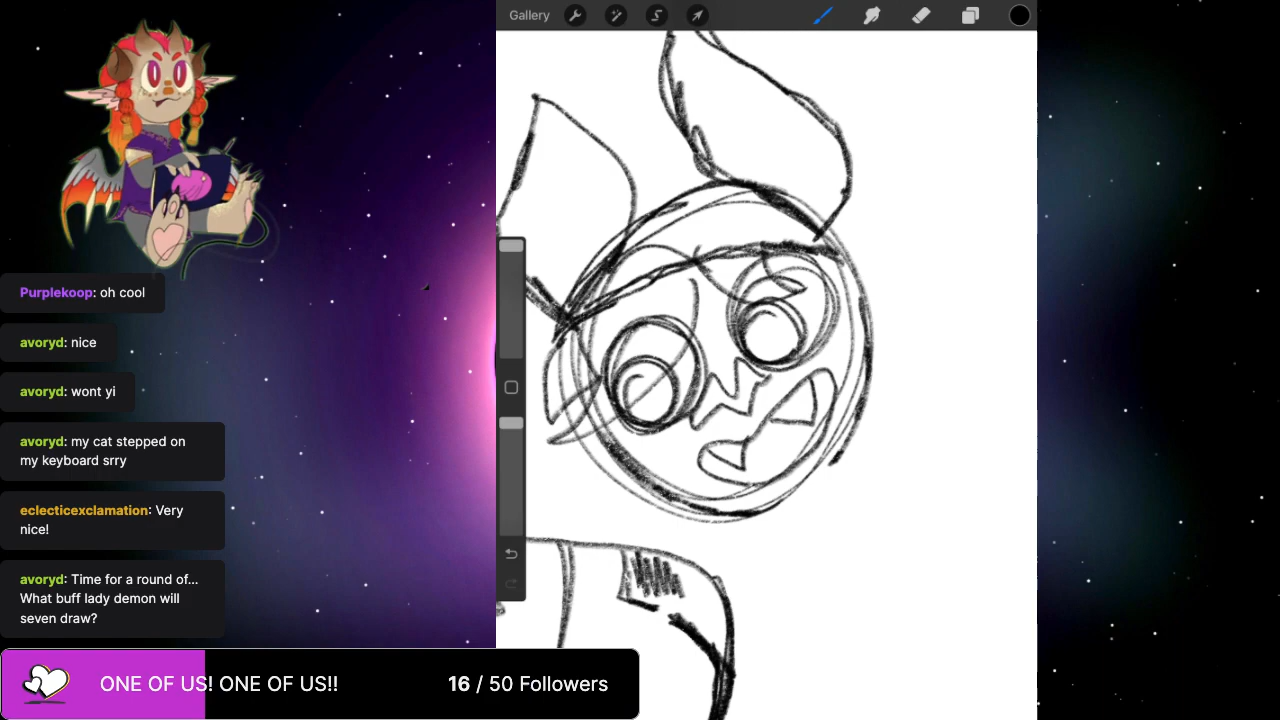 Gallery
Purplekoop: oh cool
avoryd: nice
avoryd: wont yi
avoryd: my cat stepped on
my keyboard srry
eclecticexclamation: Very
nice!
avoryd: Time for a round of...
What buff lady demon will
seven draw?
ONE OF US! ONE OF US!! 16 / 50 Followers